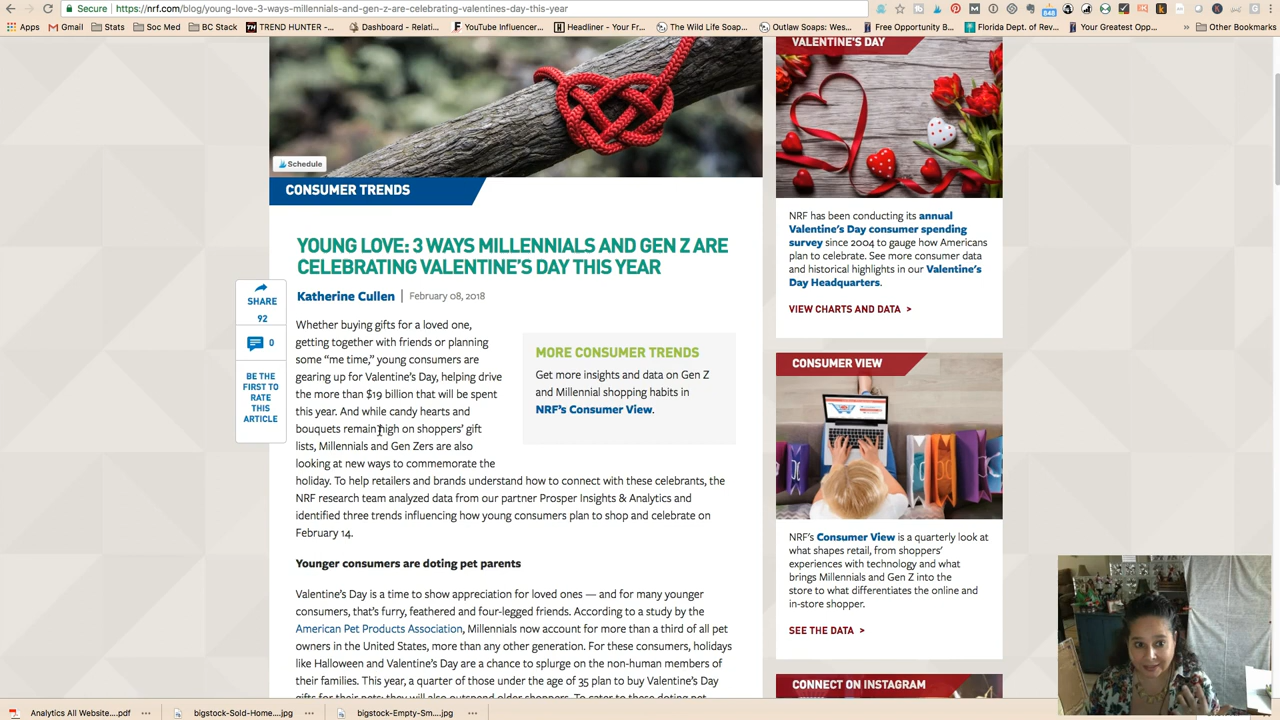 Secure
https://nrf.com/blog/young-love-3-ways-millennials-and-gen-z-are-celebrating-valentines-day-this-year
848
Apps
Gmail
Stats
Soc Med
BC Stack
TREND HUNTER -...
Dashboard - Relati...
YouTube Influencer...
Headliner - Your Fr...
The Wild Life Soap...
Outlaw Soaps: Wes...
Free Opportunity B...
Florida Dept. of Rev...
Your Greatest Opp...
»
Other Bookmarks
Schedule
CONSUMER TRENDS
YOUNG LOVE: 3 WAYS MILLENNIALS AND GEN Z ARE
CELEBRATING VALENTINE'S DAY THIS YEAR
Katherine Cullen | February 08, 2018
SHARE
92
0
BE THE
FIRST TO
RATE
THIS
ARTICLE
Whether buying gifts for a loved one,
getting together with friends or planning
some “me time,” young consumers are
gearing up for Valentine’s Day, helping drive
the more than $19 billion that will be spent
this year. And while candy hearts and
bouquets remain high on shoppers’ gift
lists, Millennials and Gen Zers are also
looking at new ways to commemorate the
holiday. To help retailers and brands understand how to connect with these celebrants, the
NRF research team analyzed data from our partner Prosper Insights & Analytics and
identified three trends influencing how young consumers plan to shop and celebrate on
February 14.
MORE CONSUMER TRENDS
Get more insights and data on Gen Z
and Millennial shopping habits in
NRF’s Consumer View.
Younger consumers are doting pet parents
Valentine’s Day is a time to show appreciation for loved ones — and for many younger
consumers, that’s furry, feathered and four-legged friends. According to a study by the
American Pet Products Association, Millennials now account for more than a third of all pet
owners in the United States, more than any other generation. For these consumers, holidays
like Halloween and Valentine’s Day are a chance to splurge on the non-human members of
their families. This year, a quarter of those under the age of 35 plan to buy Valentine’s Day
gifts for their pets; they will also outspend older shoppers. To cater to these doting pet
VALENTINE'S DAY
NRF has been conducting its annual
Valentine’s Day consumer spending
survey since 2004 to gauge how Americans
plan to celebrate. See more consumer data
and historical highlights in our Valentine’s
Day Headquarters.
VIEW CHARTS AND DATA >
CONSUMER VIEW
NRF’s Consumer View is a quarterly look at
what shapes retail, from shoppers’
experiences with technology and what
brings Millennials and Gen Z into the
store to what differentiates the online and
in-store shopper.
SEE THE DATA >
CONNECT ON INSTAGRAM
Analytics All Website....pdf
bigstock-Sold-Home....jpg
bigstock-Empty-Sm....jpg